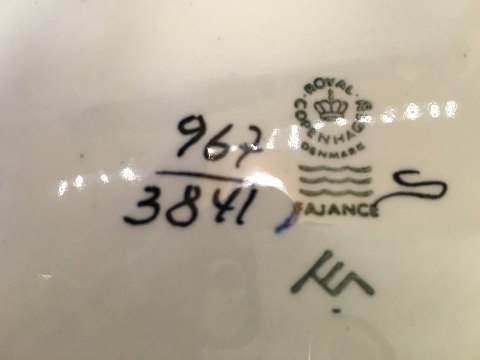 967
3841
ROYAL
COPENHAGEN
DENMARK
FAJANCE